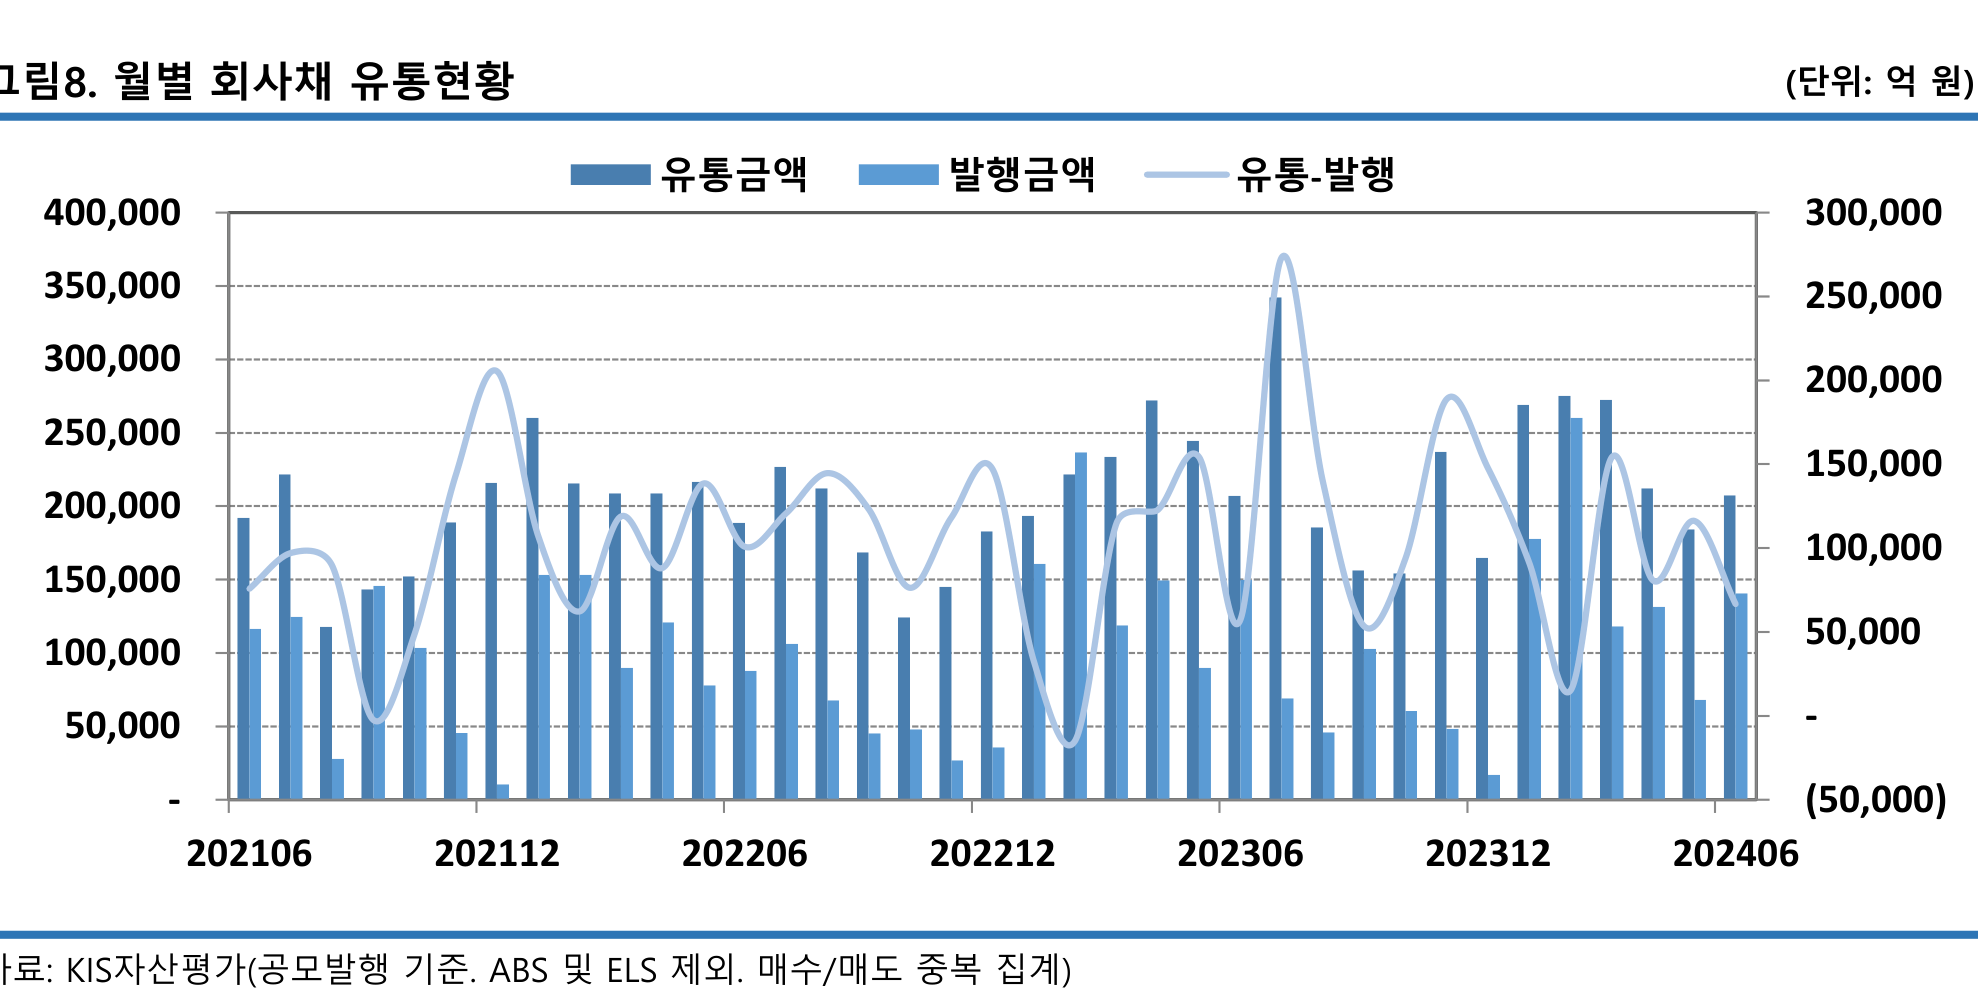 그림8. 월별 회사채 유통현황 (단위: 억 원)
유통금액 발행금액 유통-발행
400,000 300,000
350,000 250,000
300,000 200,000
250,000 150,000
200,000 100,000
150,000 50,000
100,000 -
50,000 (50,000)
-
202106 202112 202206 202212 202306 202312 202406
자료: KIS자산평가(공모발행 기준. ABS 및 ELS 제외. 매수/매도 중복 집계)